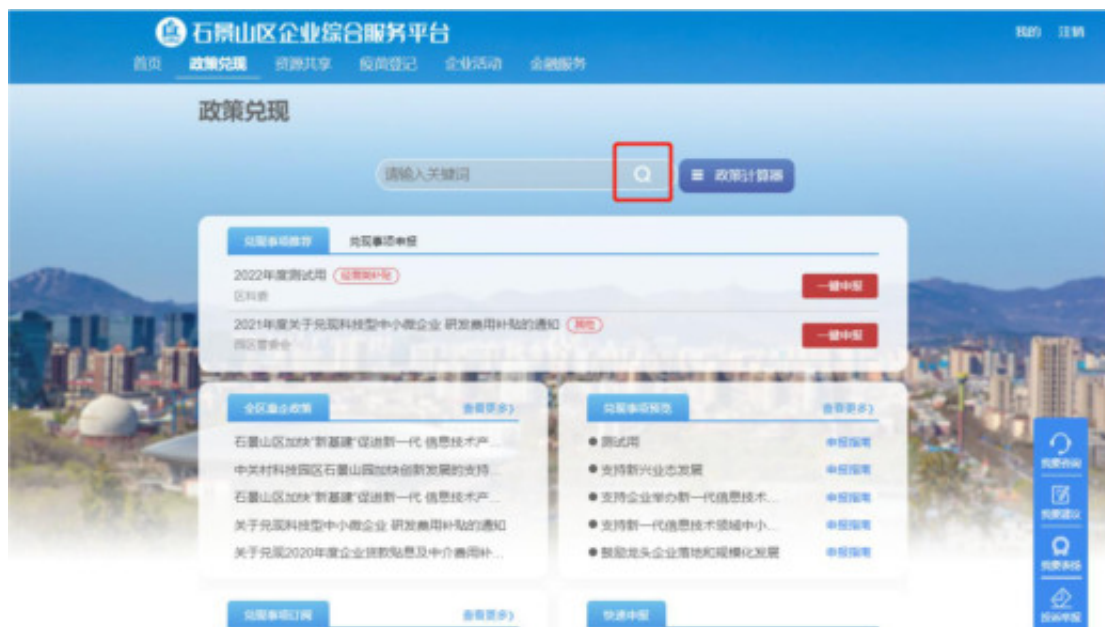 石景山区企业综合服务平台
我的 注销
首页 政策兑现 资源共享 疫苗登记 企业活动 金融服务
政策兑现
请输入关键词
政策计算器
兑现事项推荐 兑现事项申报
2022年度测试用
区科委
一键申报
2021年度关于兑现科技型中小微企业 研发费用补贴的通知 其他
园区管委会
一键申报
全区惠企政策 查看更多》
石景山区加快"新基建"促进新一代 信息技术产...
中关村科技园区石景山园加快创新发展的支持...
石景山区加快"新基建"促进新一代 信息技术产...
关于兑现科技型中小微企业 研发费用补贴的通知
关于兑现2020年度企业贷款贴息及中介费用补...
兑现事项预览 查看更多》
测试用 申报指南
支持新兴业态发展 申报指南
支持企业举办新一代信息技术... 申报指南
支持新一代信息技术领域中小... 申报指南
鼓励龙头企业落地和规模化发展 申报指南
兑现事项订阅 查看更多》
快速申报
我要咨询
我要建议
投诉举报